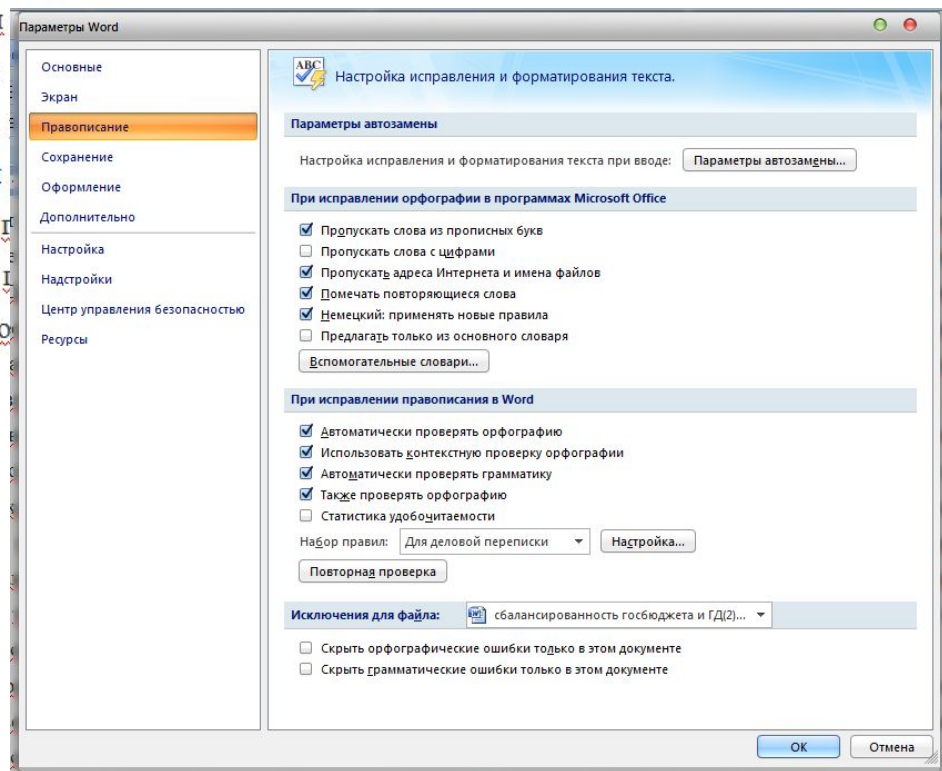 Параметры Word
Основные
Экран
Правописание
Сохранение
Оформление
Дополнительно
Настройка
Надстройки
Центр управления безопасностью
Ресурсы
ABC
Настройка исправления и форматирования текста.
Параметры автозамены
Настройка исправления и форматирования текста при вводе: Параметры автозамены...
При исправлении орфографии в программах Microsoft Office
Пропускать слова из прописных букв
Пропускать слова с цифрами
Пропускать адреса Интернета и имена файлов
Помечать повторяющиеся слова
Немецкий: применять новые правила
Предлагать только из основного словаря
Вспомогательные словари...
При исправлении правописания в Word
Автоматически проверять орфографию
Использовать контекстную проверку орфографии
Автоматически проверять грамматику
Также проверять орфографию
Статистика удобочитаемости
Набор правил: Для деловой переписки Настройка...
Повторная проверка
Исключения для файла: сбалансированность госбюджета и ГД(2)...
Скрыть орфографические ошибки только в этом документе
Скрыть грамматические ошибки только в этом документе
ОК Отмена